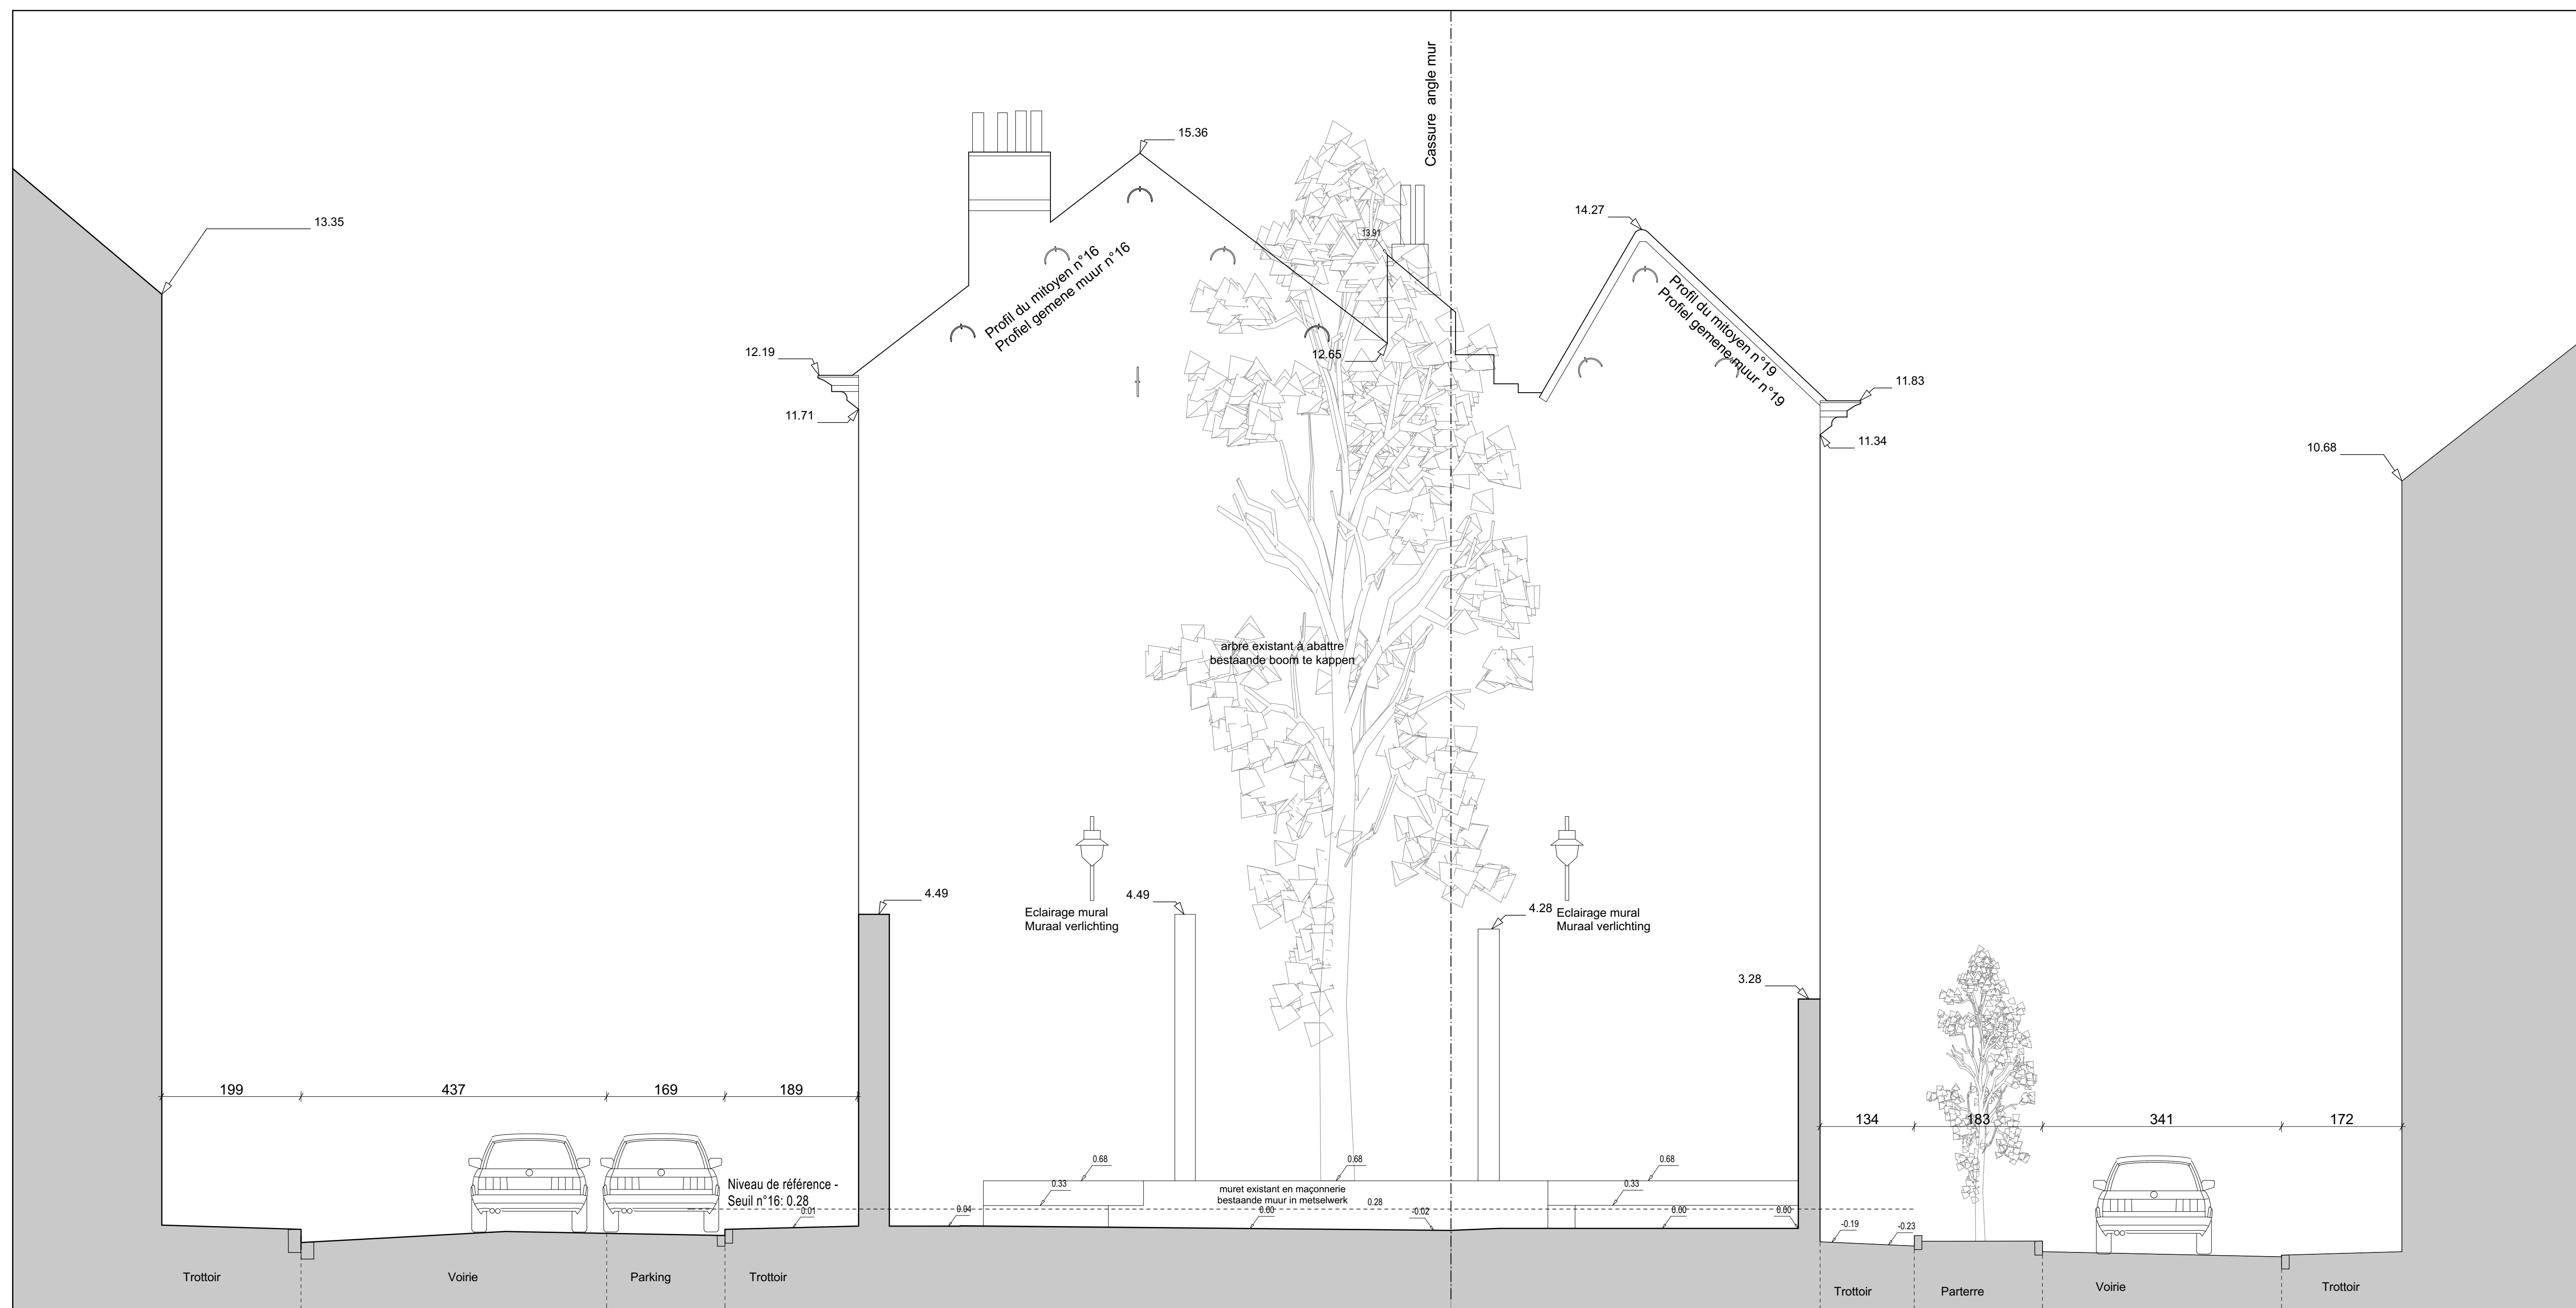 Cassure angle mur
15.36
13.35
14.27
13.91
Profil du mitoyen n°16
Profiel gemene muur n°16
Profil du mitoyen n°19
Profiel gemene muur n°19
12.19
12.65
11.83
11.71
11.34
10.68
arbre existant à abattre
bestaande boom te kappen
4.49
4.49
4.28
Eclairage mural
Muraal verlichting
Eclairage mural
Muraal verlichting
3.28
199
437
169
189
134
183
341
172
0.68
0.68
0.68
Niveau de référence -
Seuil n°16: 0.28
0.33
muret existant en maçonnerie
bestaande muur in metselwerk
0.33
0.28
0.01
0.04
0.00
-0.02
0.00
0.00
-0.19
-0.23
Trottoir
Voirie
Parking
Trottoir
Trottoir
Parterre
Voirie
Trottoir